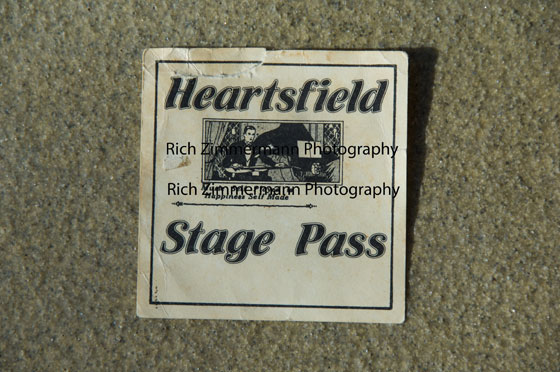 Heartsfield
Rich Zimmermann Photography
Rich Zimmermann Photography
Happiness Self Made
Stage Pass